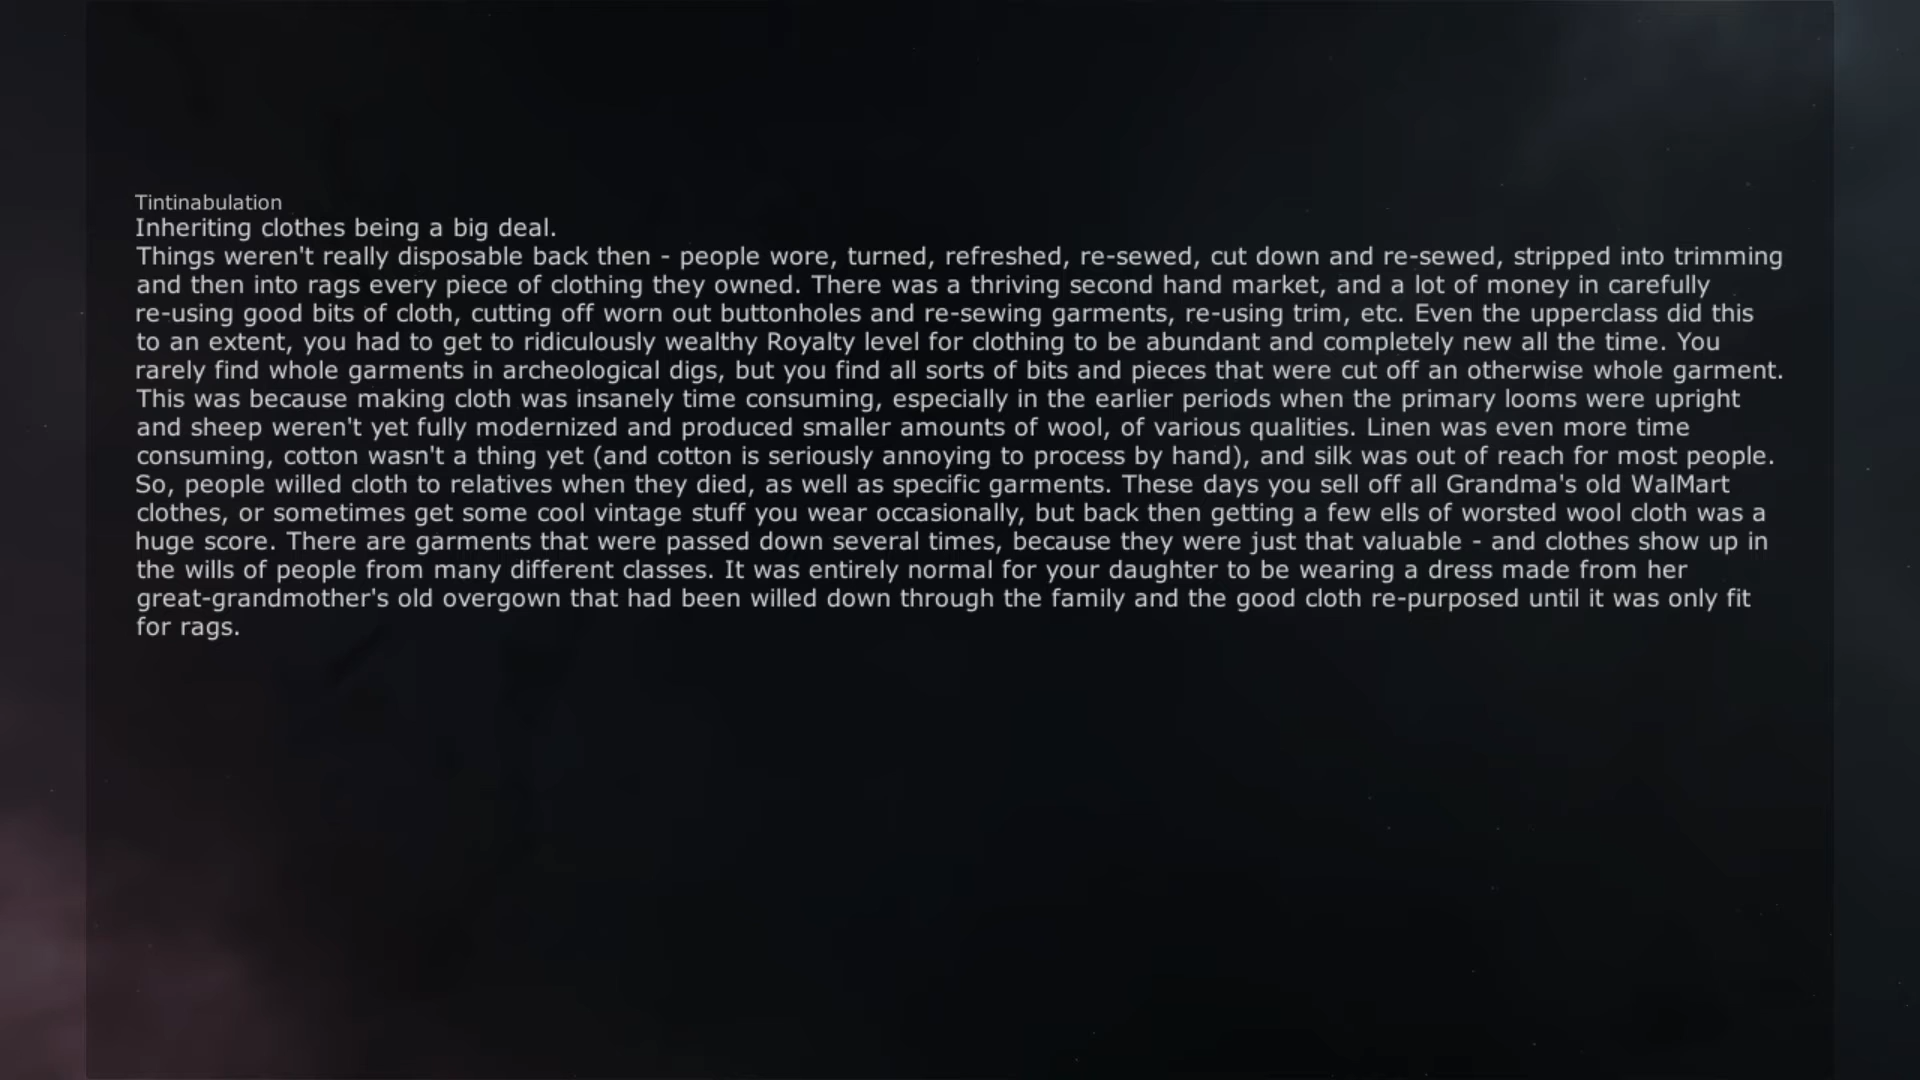 Tintinabulation
Inheriting clothes being a big deal.
Things weren't really disposable back then - people wore, turned, refreshed, re-sewed, cut down and re-sewed, stripped into trimming
and then into rags every piece of clothing they owned. There was a thriving second hand market, and a lot of money in carefully
re-using good bits of cloth, cutting off worn out buttonholes and re-sewing garments, re-using trim, etc. Even the upperclass did this
to an extent, you had to get to ridiculously wealthy Royalty level for clothing to be abundant and completely new all the time. You
rarely find whole garments in archeological digs, but you find all sorts of bits and pieces that were cut off an otherwise whole garment.
This was because making cloth was insanely time consuming, especially in the earlier periods when the primary looms were upright
and sheep weren't yet fully modernized and produced smaller amounts of wool, of various qualities. Linen was even more time
consuming, cotton wasn't a thing yet (and cotton is seriously annoying to process by hand), and silk was out of reach for most people.
So, people willed cloth to relatives when they died, as well as specific garments. These days you sell off all Grandma's old WalMart
clothes, or sometimes get some cool vintage stuff you wear occasionally, but back then getting a few ells of worsted wool cloth was a
huge score. There are garments that were passed down several times, because they were just that valuable - and clothes show up in
the wills of people from many different classes. It was entirely normal for your daughter to be wearing a dress made from her
great-grandmother's old overgown that had been willed down through the family and the good cloth re-purposed until it was only fit
for rags.